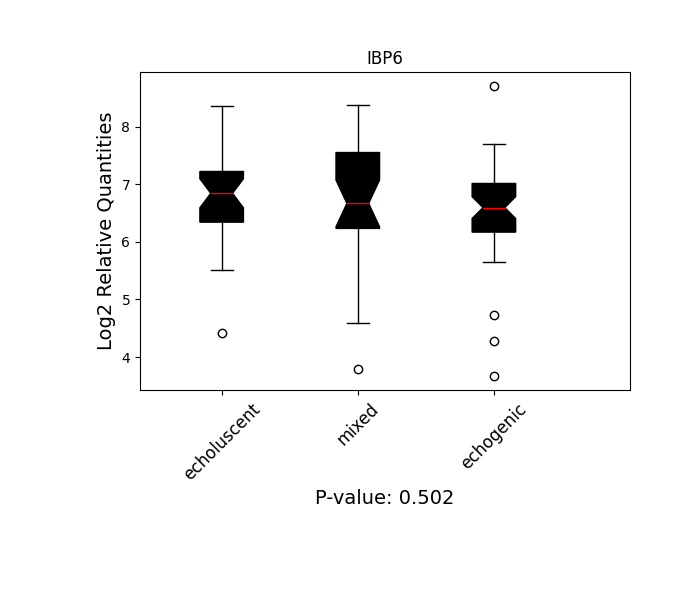 IBP6
Log2 Relative Quantities
8
7
6
5
4
echoluscent
mixed
echogenic
P-value: 0.502